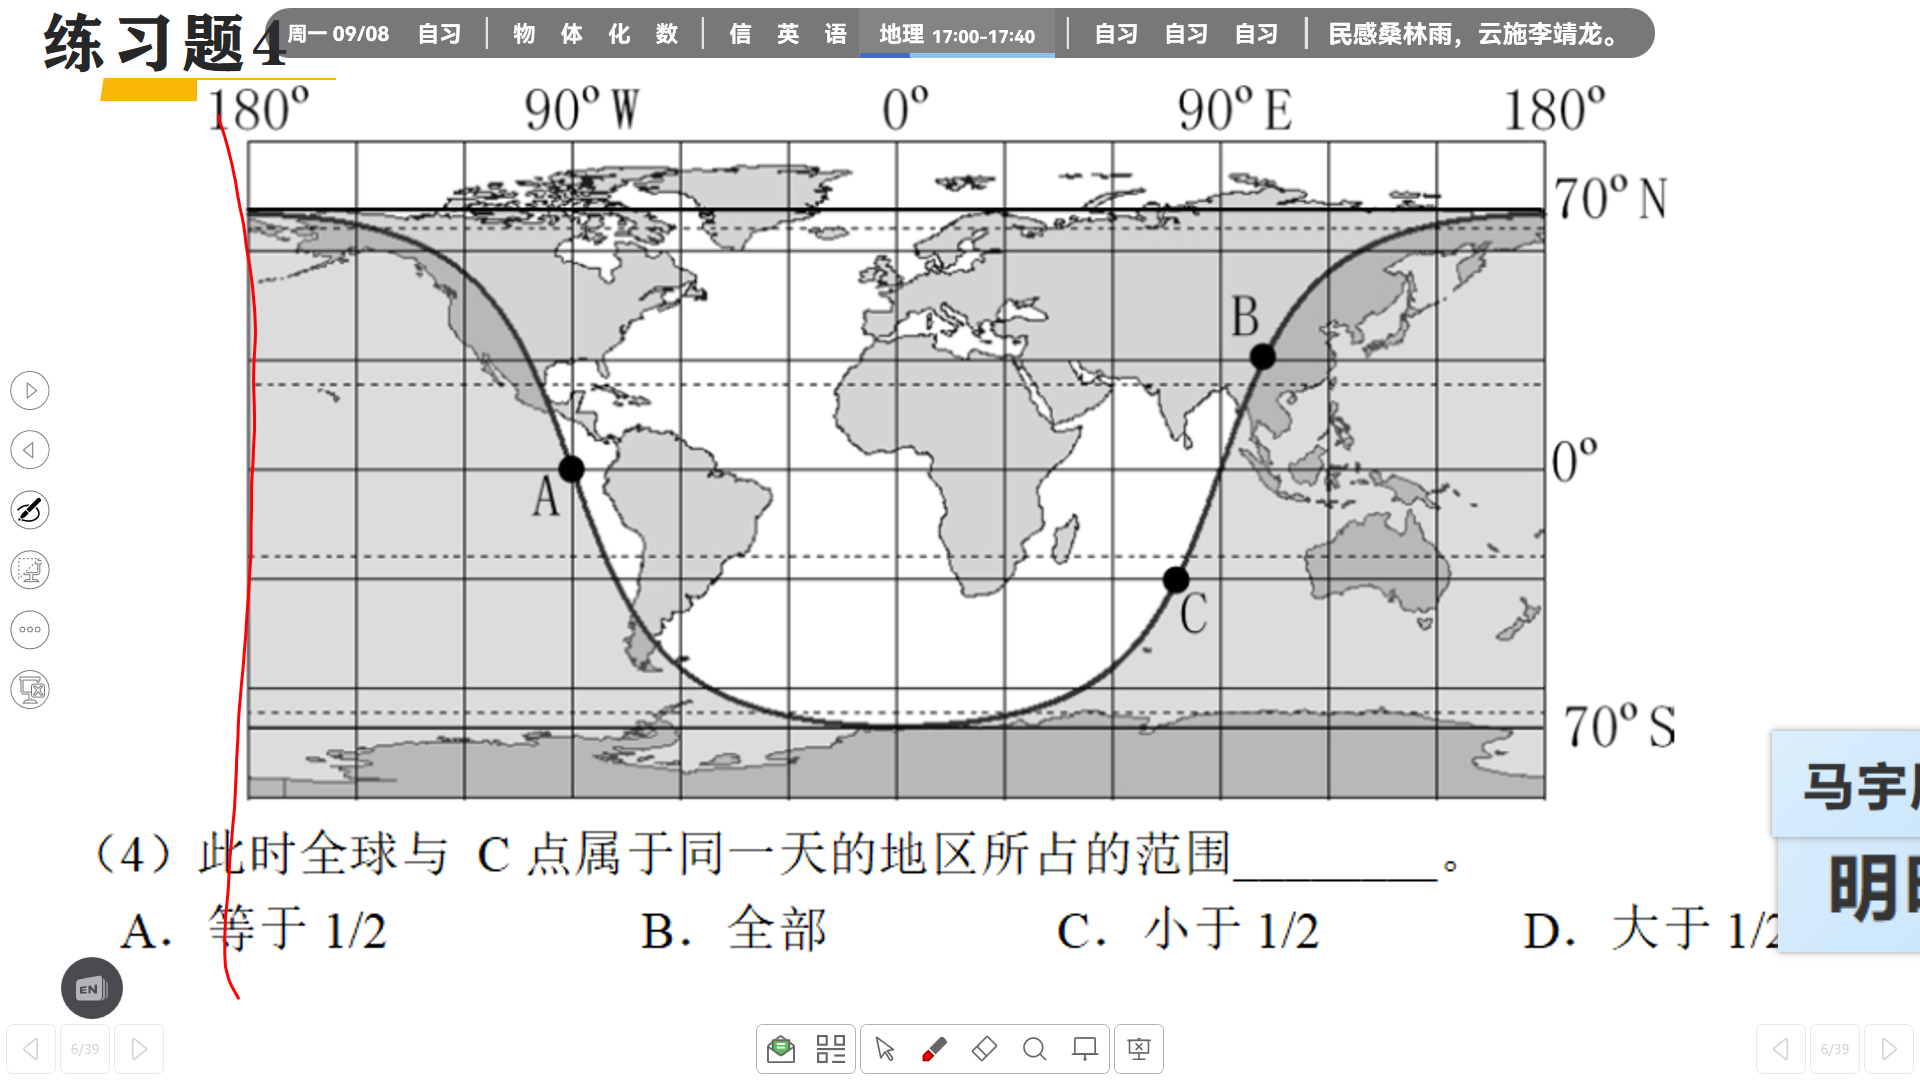 练习题4
周一 09/08 自习 | 物 体 化 数 | 信 英 语 地理 17:00-17:40 | 自习 自习 自习 | 民感桑林雨，云施李靖龙。
180° 90°W 0° 90°E 180°
70°N
B
0°
A
C
70°S
马宇
明
（4）此时全球与 C 点属于同一天的地区所占的范围________。
A．等于 1/2 B．全部 C．小于 1/2 D．大于 1/2
EN
6/39 6/39